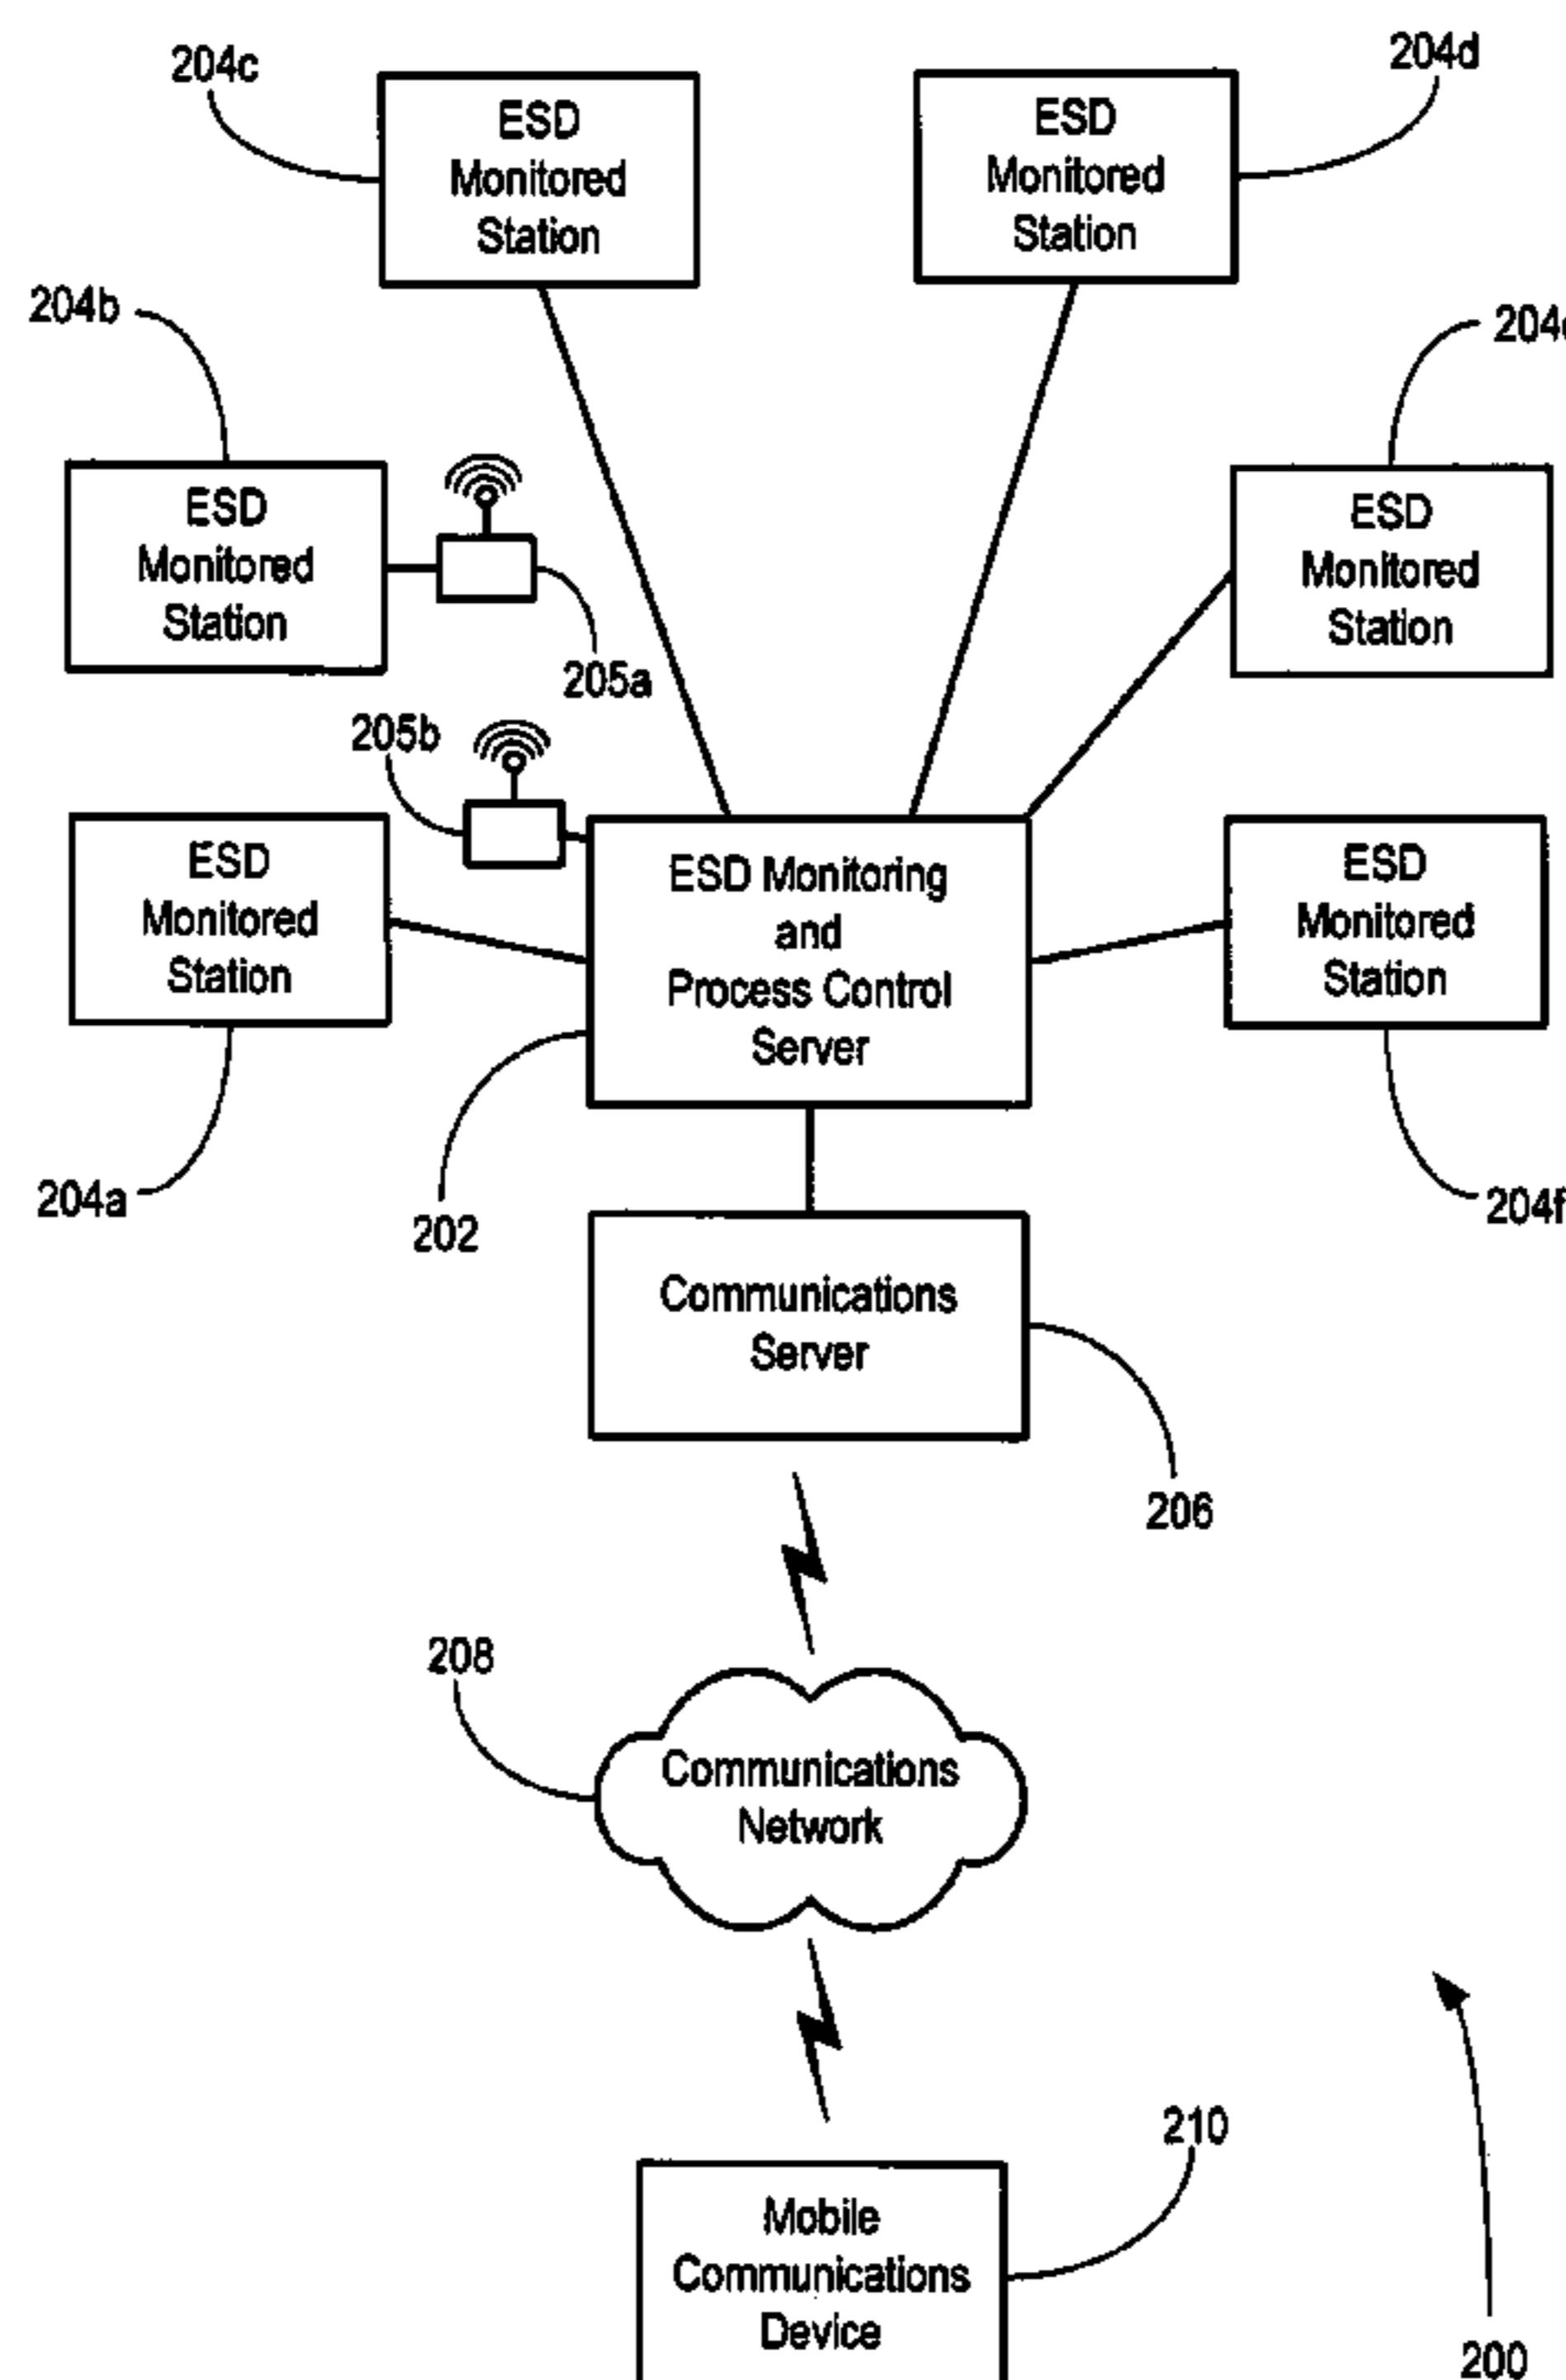 204c
ESD
Monitored
Station
204d
ESD
Monitored
Station
204b
ESD
Monitored
Station
205a
204e
ESD
Monitored
Station
205b
204a
ESD
Monitored
Station
ESD Monitoring
and
Process Control
Server
202
ESD
Monitored
Station
204f
Communications
Server
206
208
Communications
Network
210
Mobile
Communications
Device
200